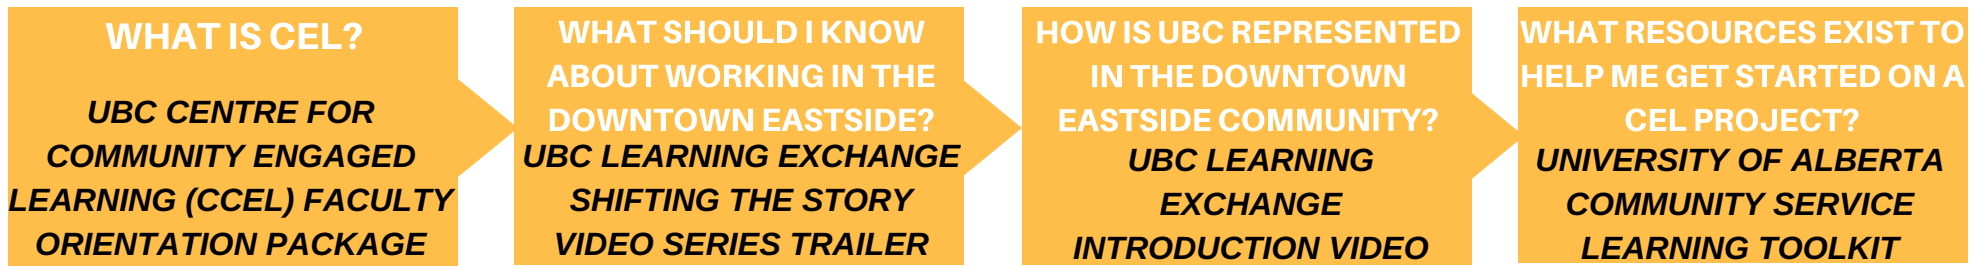 WHAT IS CEL?
UBC CENTRE FOR
COMMUNITY ENGAGED
LEARNING (CCEL) FACULTY
ORIENTATION PACKAGE
WHAT SHOULD I KNOW
ABOUT WORKING IN THE
DOWNTOWN EASTSIDE?
UBC LEARNING EXCHANGE
SHIFTING THE STORY
VIDEO SERIES TRAILER
HOW IS UBC REPRESENTED
IN THE DOWNTOWN
EASTSIDE COMMUNITY?
UBC LEARNING
EXCHANGE
INTRODUCTION VIDEO
WHAT RESOURCES EXIST TO
HELP ME GET STARTED ON A
CEL PROJECT?
UNIVERSITY OF ALBERTA
COMMUNITY SERVICE
LEARNING TOOLKIT